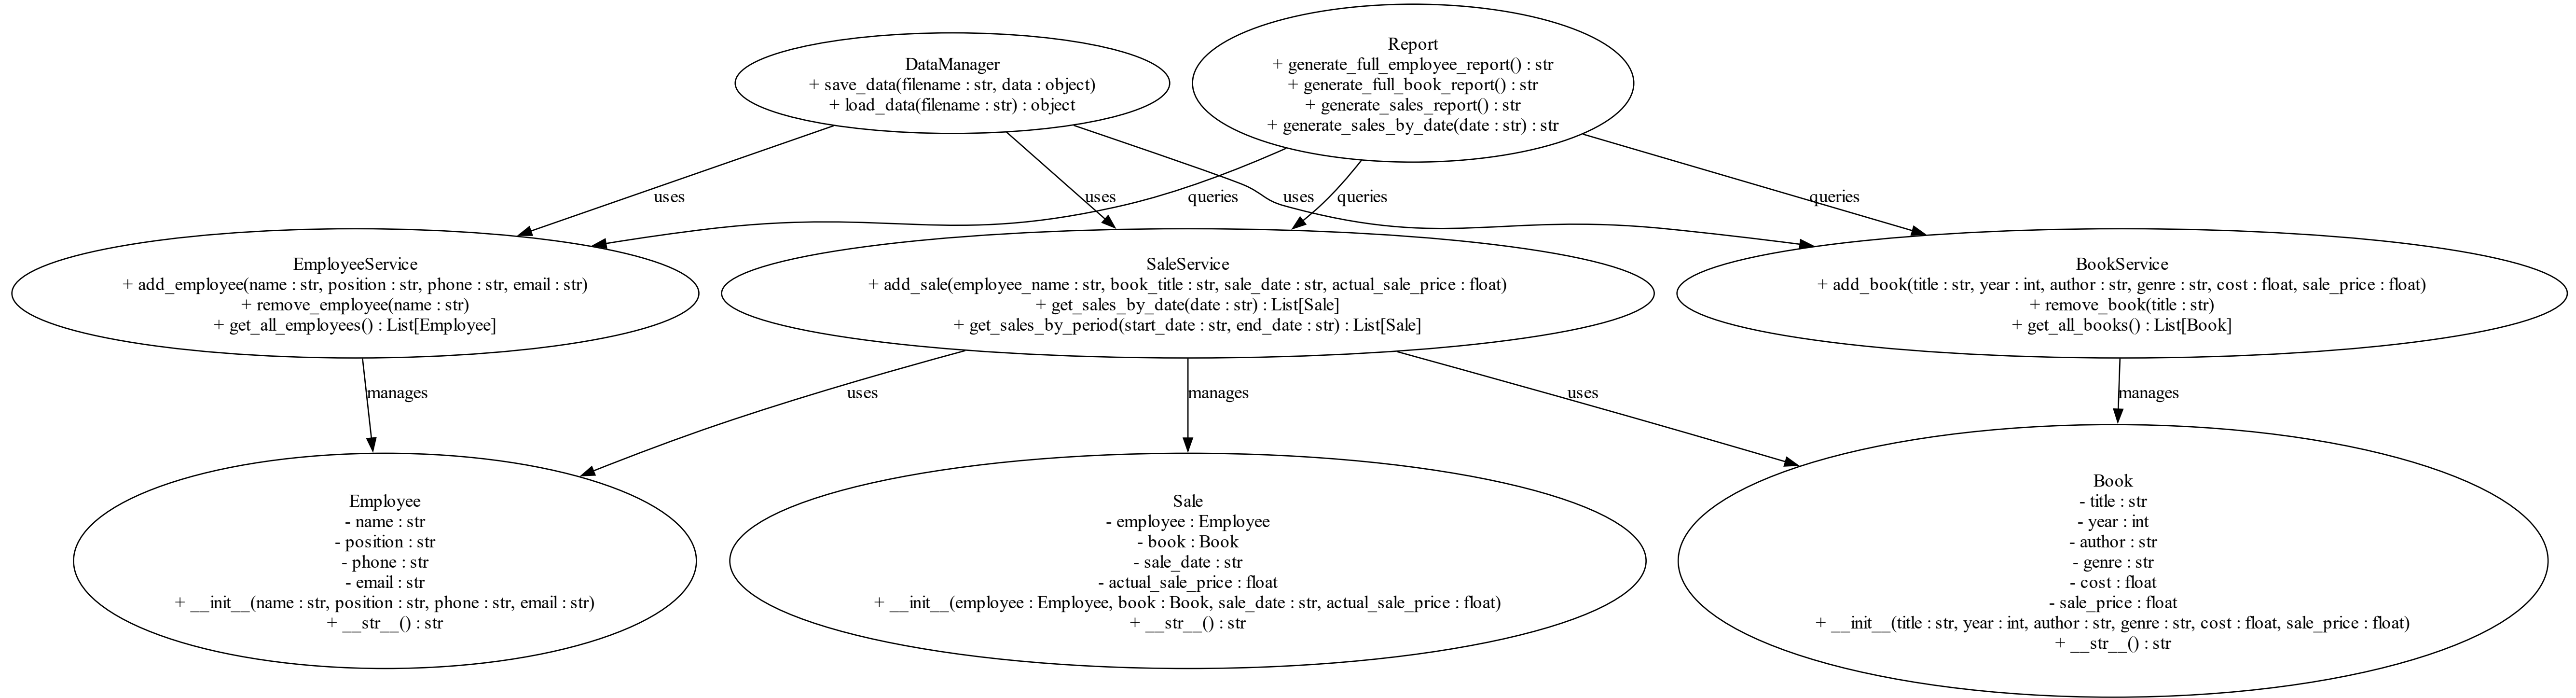 DataManager
+ save_data(filename : str, data : object)
+ load_data(filename : str) : object
Report
+ generate_full_employee_report() : str
+ generate_full_book_report() : str
+ generate_sales_report() : str
+ generate_sales_by_date(date : str) : str
uses
uses
queries
uses
queries
queries
EmployeeService
+ add_employee(name : str, position : str, phone : str, email : str)
+ remove_employee(name : str)
+ get_all_employees() : List[Employee]
SaleService
+ add_sale(employee_name : str, book_title : str, sale_date : str, actual_sale_price : float)
+ get_sales_by_date(date : str) : List[Sale]
+ get_sales_by_period(start_date : str, end_date : str) : List[Sale]
BookService
+ add_book(title : str, year : int, author : str, genre : str, cost : float, sale_price : float)
+ remove_book(title : str)
+ get_all_books() : List[Book]
manages
uses
manages
uses
manages
Employee
- name : str
- position : str
- phone : str
- email : str
+ __init__(name : str, position : str, phone : str, email : str)
+ __str__() : str
Sale
- employee : Employee
- book : Book
- sale_date : str
- actual_sale_price : float
+ __init__(employee : Employee, book : Book, sale_date : str, actual_sale_price : float)
+ __str__() : str
Book
- title : str
- year : int
- author : str
- genre : str
- cost : float
- sale_price : float
+ __init__(title : str, year : int, author : str, genre : str, cost : float, sale_price : float)
+ __str__() : str